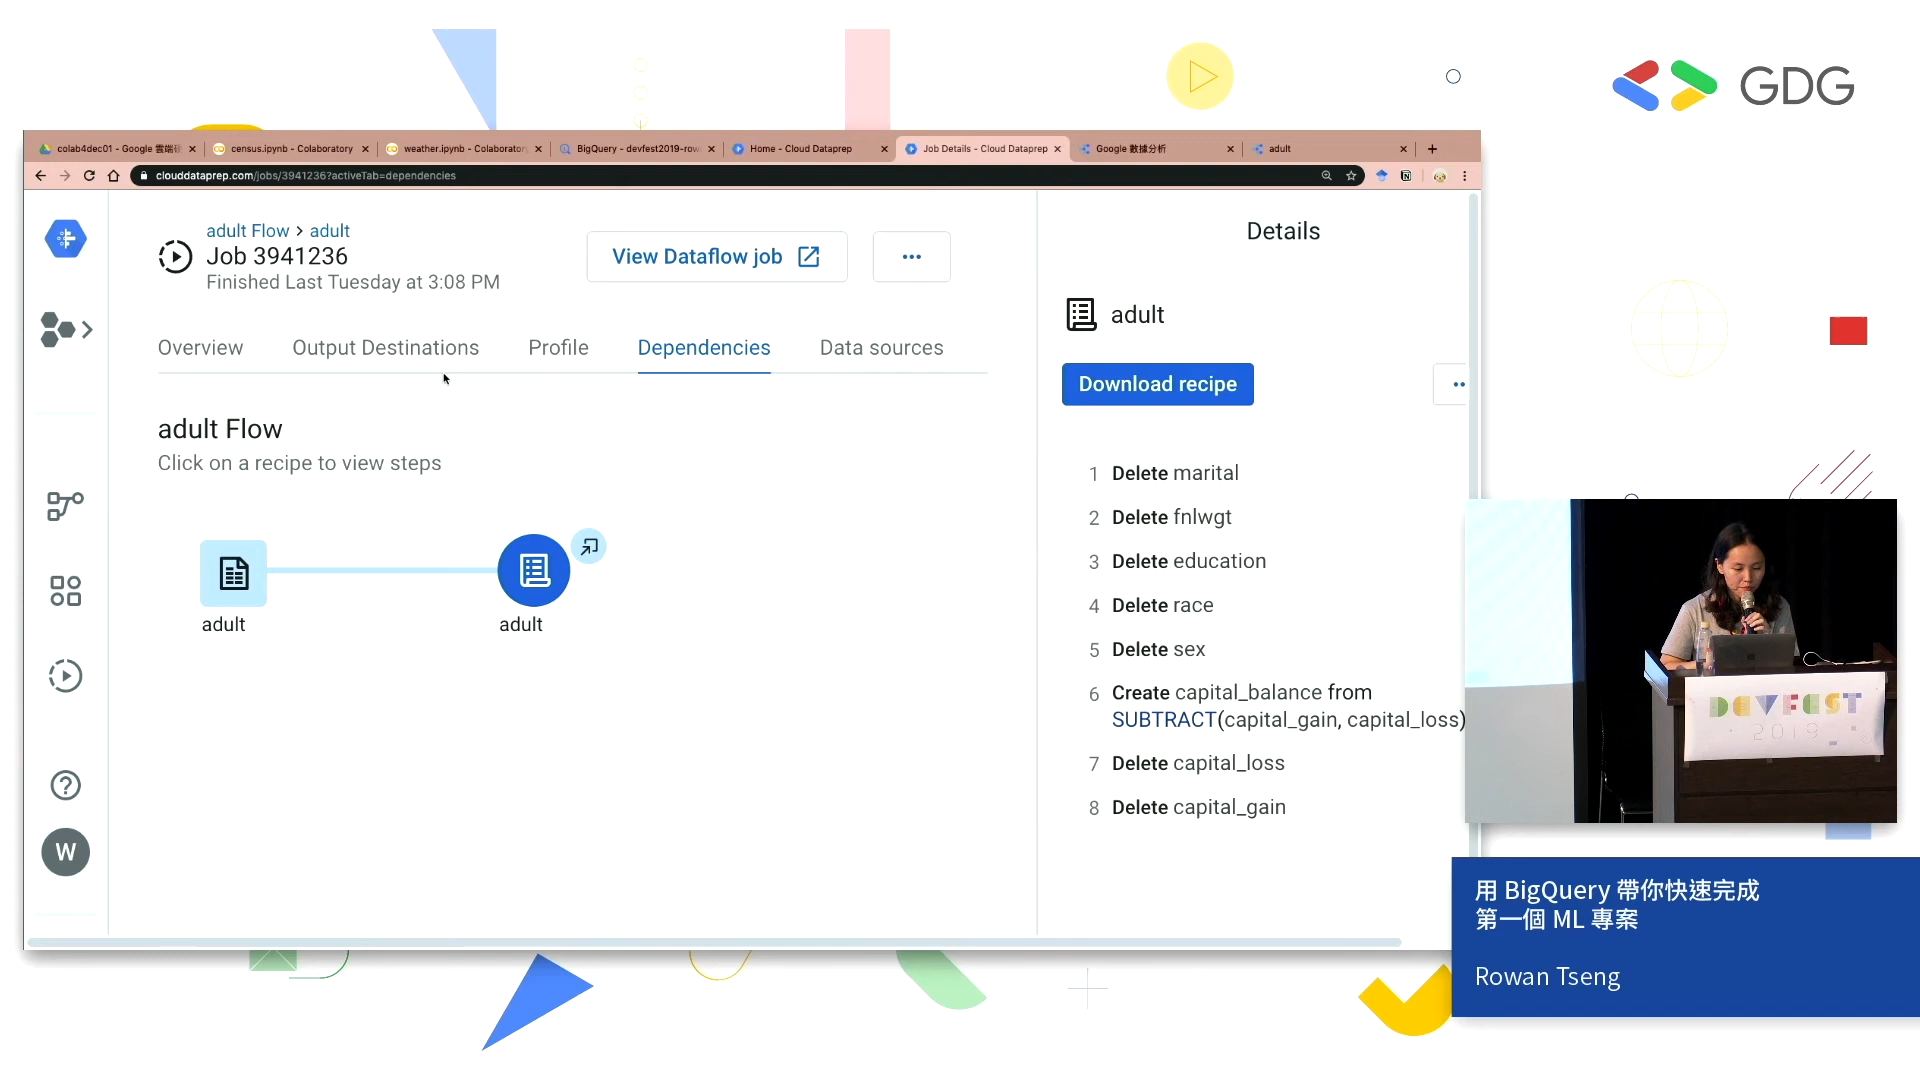 GDG
colab4dec01 - Google 雲端
census.ipynb - Colaboratory
weather.ipynb - Colaboratory
BigQuery - devfest2019-row
Home - Cloud Dataprep
Job Details - Cloud Dataprep
Google 數據分析
adult
clouddataprep.com/jobs/3941236?activeTab=dependencies
adult Flow > adult
Job 3941236
Finished Last Tuesday at 3:08 PM
View Dataflow job
Overview
Output Destinations
Profile
Dependencies
Data sources
adult Flow
Click on a recipe to view steps
adult
adult
W
Details
adult
Download recipe
1 Delete marital
2 Delete fnlwgt
3 Delete education
4 Delete race
5 Delete sex
6 Create capital_balance from
SUBTRACT(capital_gain, capital_loss)
7 Delete capital_loss
8 Delete capital_gain
DEVFEST
2019
用 BigQuery 帶你快速完成
第一個 ML 專案
Rowan Tseng